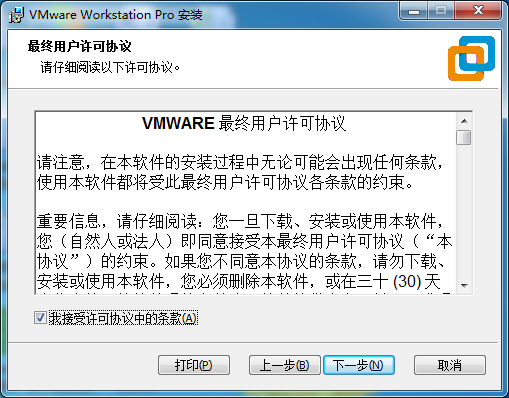 VMware Workstation Pro 安装
最终用户许可协议
请仔细阅读以下许可协议。
VMWARE 最终用户许可协议
请注意，在本软件的安装过程中无论可能会出现任何条款，
使用本软件都将受此最终用户许可协议各条款的约束。
重要信息，请仔细阅读：您一旦下载、安装或使用本软件，
您（自然人或法人）即同意接受本最终用户许可协议（“本
协议”）的约束。如果您不同意本协议的条款，请勿下载、
安装或使用本软件，您必须删除本软件，或在三十 (30) 天
我接受许可协议中的条款(A)
打印(P)
上一步(B)
下一步(N)
取消